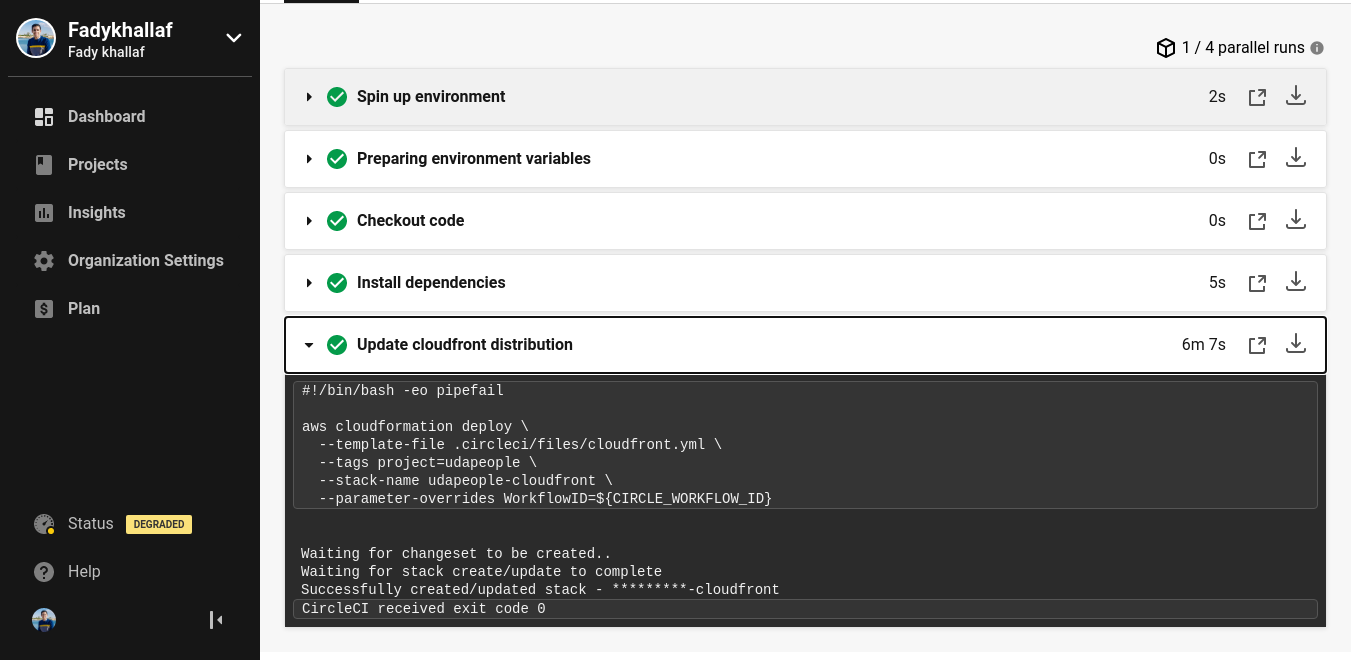 Fadykhallaf
Fady khallaf
Dashboard
Projects
Insights
Organization Settings
Plan
Status DEGRADED
Help
1 / 4 parallel runs
Spin up environment 2s
Preparing environment variables 0s
Checkout code 0s
Install dependencies 5s
Update cloudfront distribution 6m 7s
#!/bin/bash -eo pipefail
aws cloudformation deploy \
  --template-file .circleci/files/cloudfront.yml \
  --tags project=udapeople \
  --stack-name udapeople-cloudfront \
  --parameter-overrides WorkflowID=${CIRCLE_WORKFLOW_ID}
Waiting for changeset to be created..
Waiting for stack create/update to complete
Successfully created/updated stack - *********-cloudfront
CircleCI received exit code 0